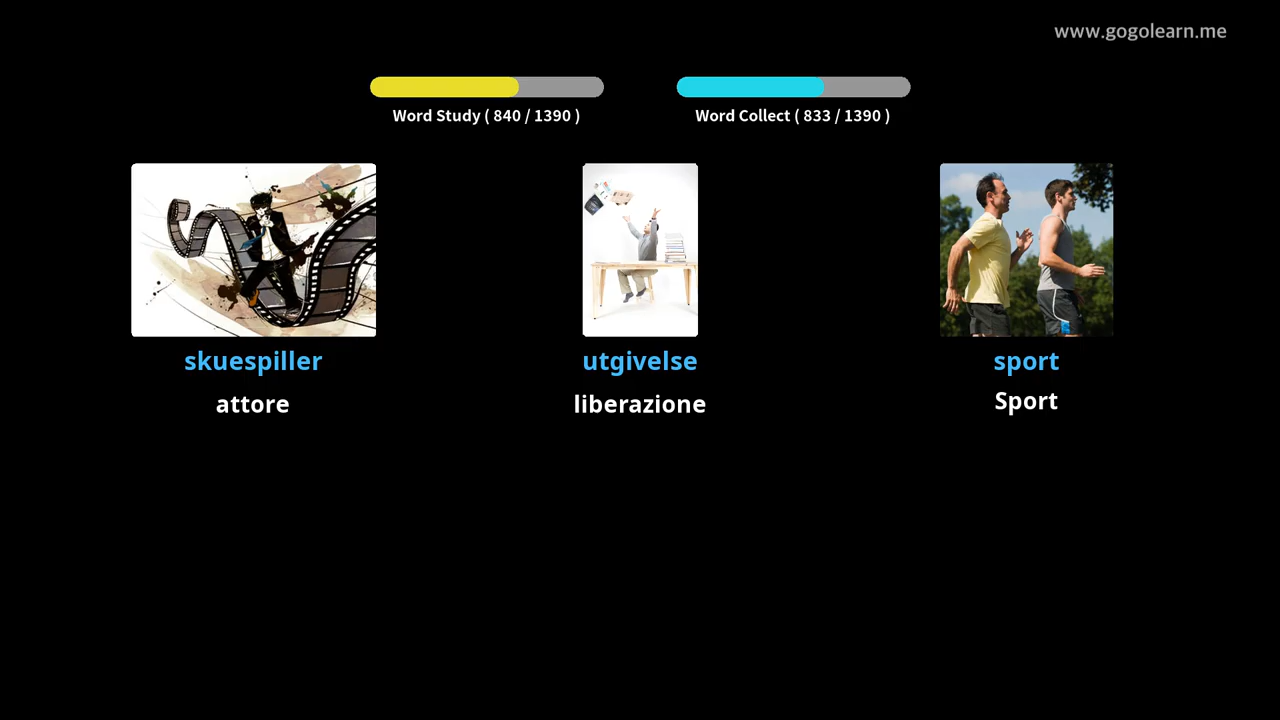 www.gogolearn.me
Word Study ( 840 / 1390 )
Word Collect ( 833 / 1390 )
skuespiller
utgivelse
sport
attore
liberazione
Sport